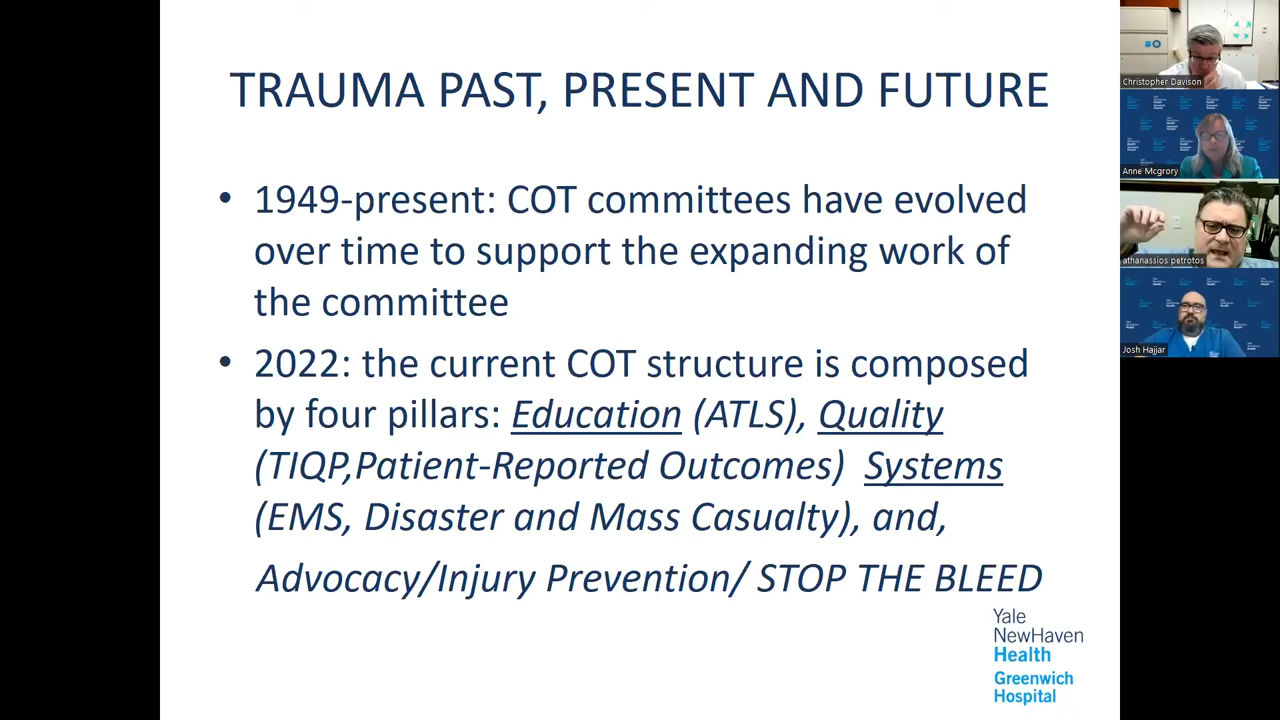 TRAUMA PAST, PRESENT AND FUTURE
• 1949-present: COT committees have evolved
over time to support the expanding work of
the committee
• 2022: the current COT structure is composed
by four pillars: Education (ATLS), Quality
(TIQP,Patient-Reported Outcomes) Systems
(EMS, Disaster and Mass Casualty), and,
Advocacy/Injury Prevention/ STOP THE BLEED
Yale
NewHaven
Health
Greenwich
Hospital
Christopher Davison
Anne Mcgrory
athanassios petrotos
Josh Hajjar